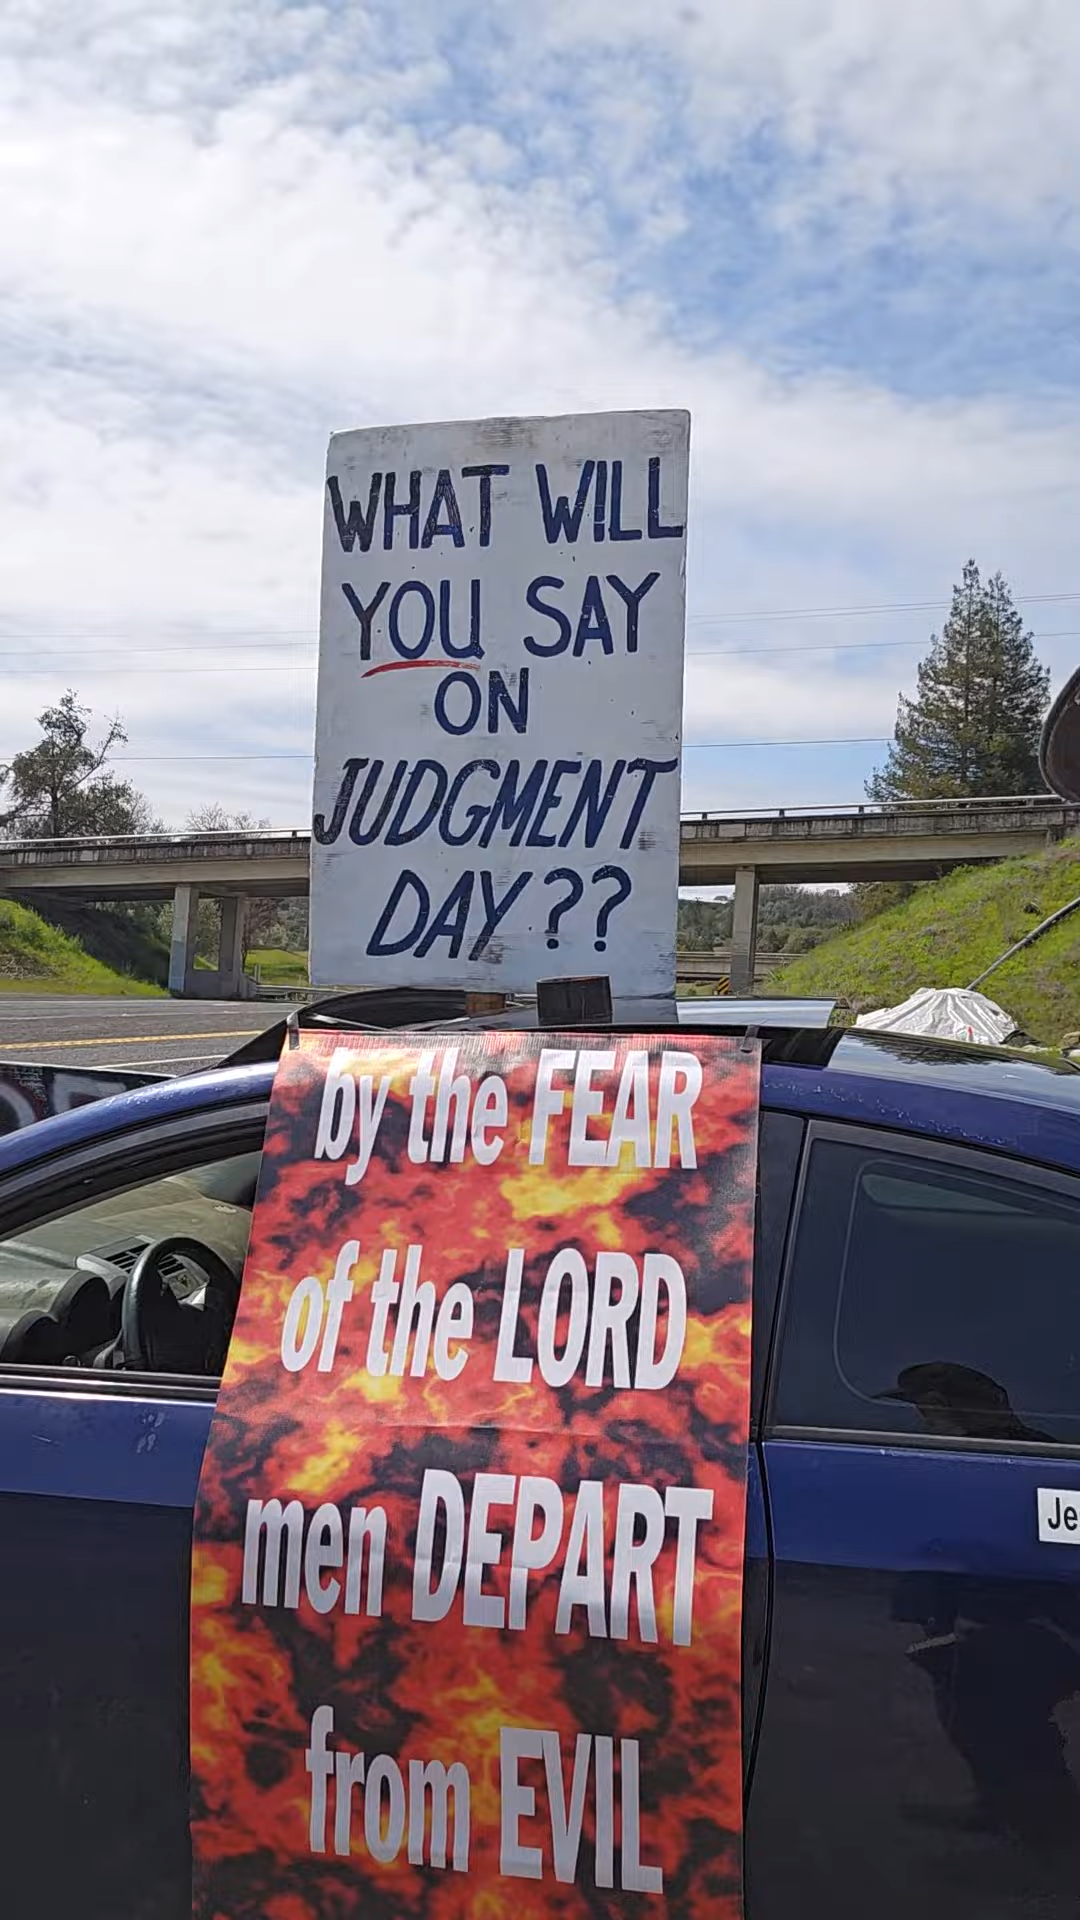 WHAT WILL
YOU SAY
ON
JUDGMENT
DAY??
by the FEAR
of the LORD
men DEPART
from EVIL